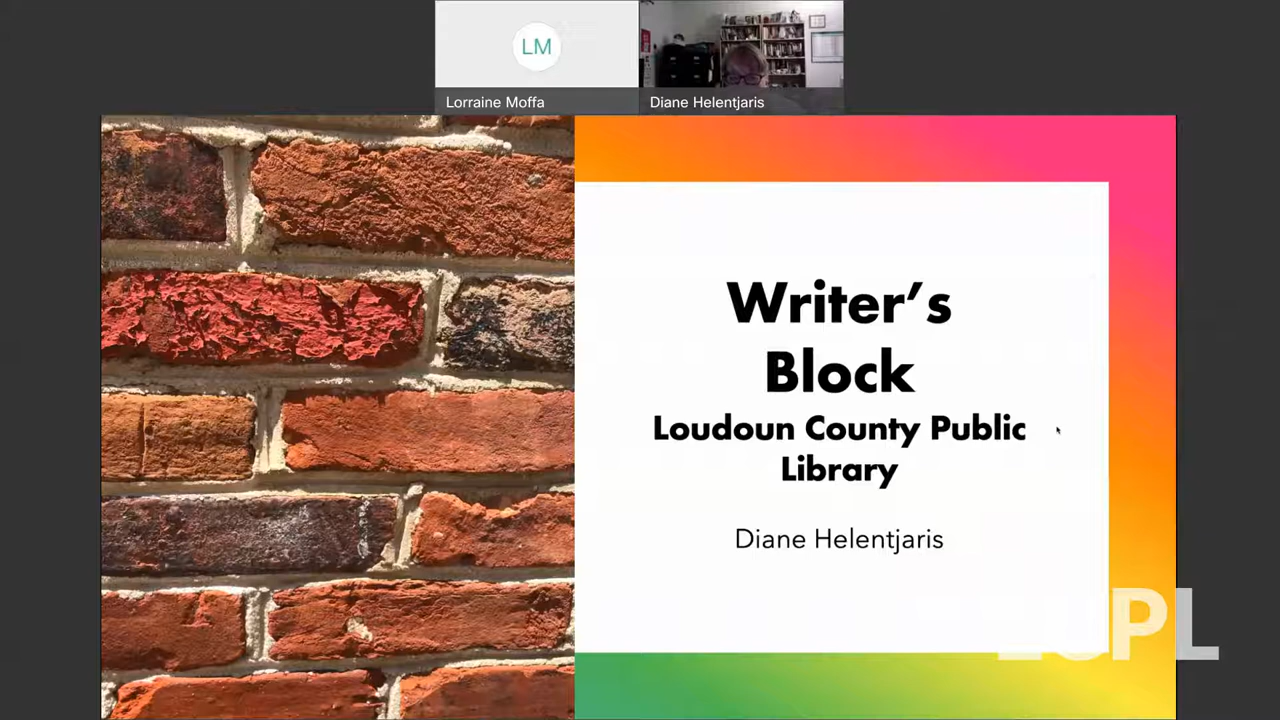 LM
Lorraine Moffa
Diane Helentjaris
Writer's
Block
Loudoun County Public
Library
Diane Helentjaris
LCPL